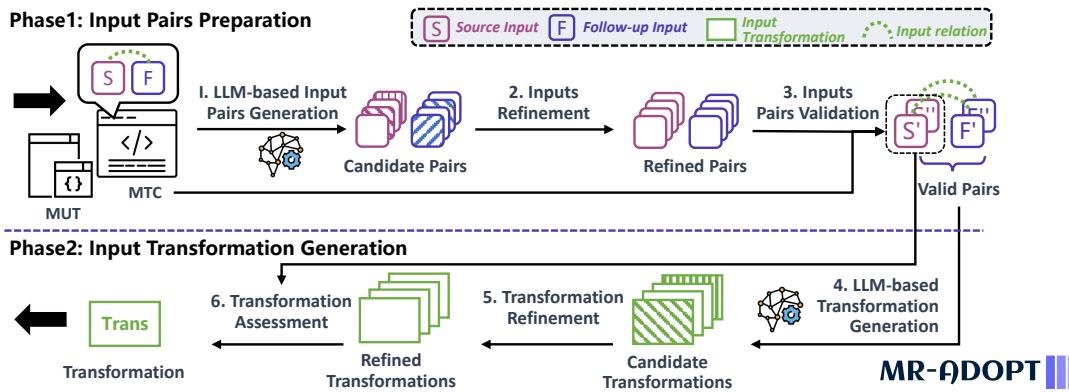 Phase1: Input Pairs Preparation
S Source Input F Follow-up Input Input Transformation Input relation
S F
I. LLM-based Input
Pairs Generation
2. Inputs
Refinement
3. Inputs
Pairs Validation
S' S'' F' F''
</>
{}
MUT
MTC
Candidate Pairs
Refined Pairs
Valid Pairs
Phase2: Input Transformation Generation
6. Transformation
Assessment
5. Transformation
Refinement
4. LLM-based
Transformation
Generation
Trans
Transformation
Refined
Transformations
Candidate
Transformations
MR-ADOPT